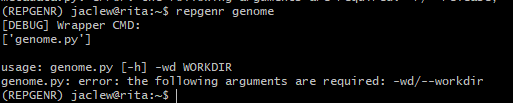 (REPGENR) jaclew@rita:~$ repgenr genome
[DEBUG] Wrapper CMD:
['genome.py']
usage: genome.py [-h] -wd WORKDIR
genome.py: error: the following arguments are required: -wd/--workdir
(REPGENR) jaclew@rita:~$